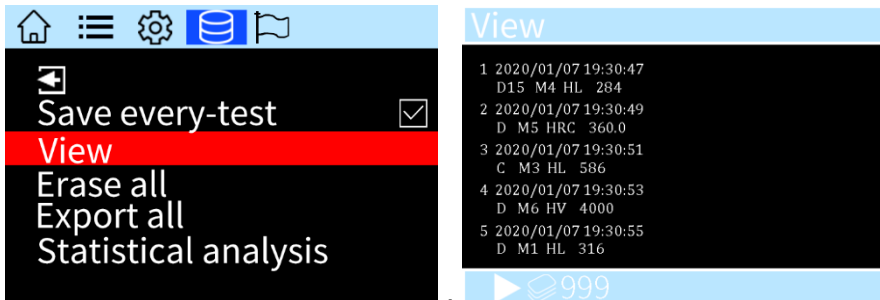 Save every-test
View
Erase all
Export all
Statistical analysis
View
1 2020/01/07 19:30:47
D15 M4 HL 284
2 2020/01/07 19:30:49
D M5 HRC 360.0
3 2020/01/07 19:30:51
C M3 HL 586
4 2020/01/07 19:30:53
D M6 HV 4000
5 2020/01/07 19:30:55
D M1 HL 316
999